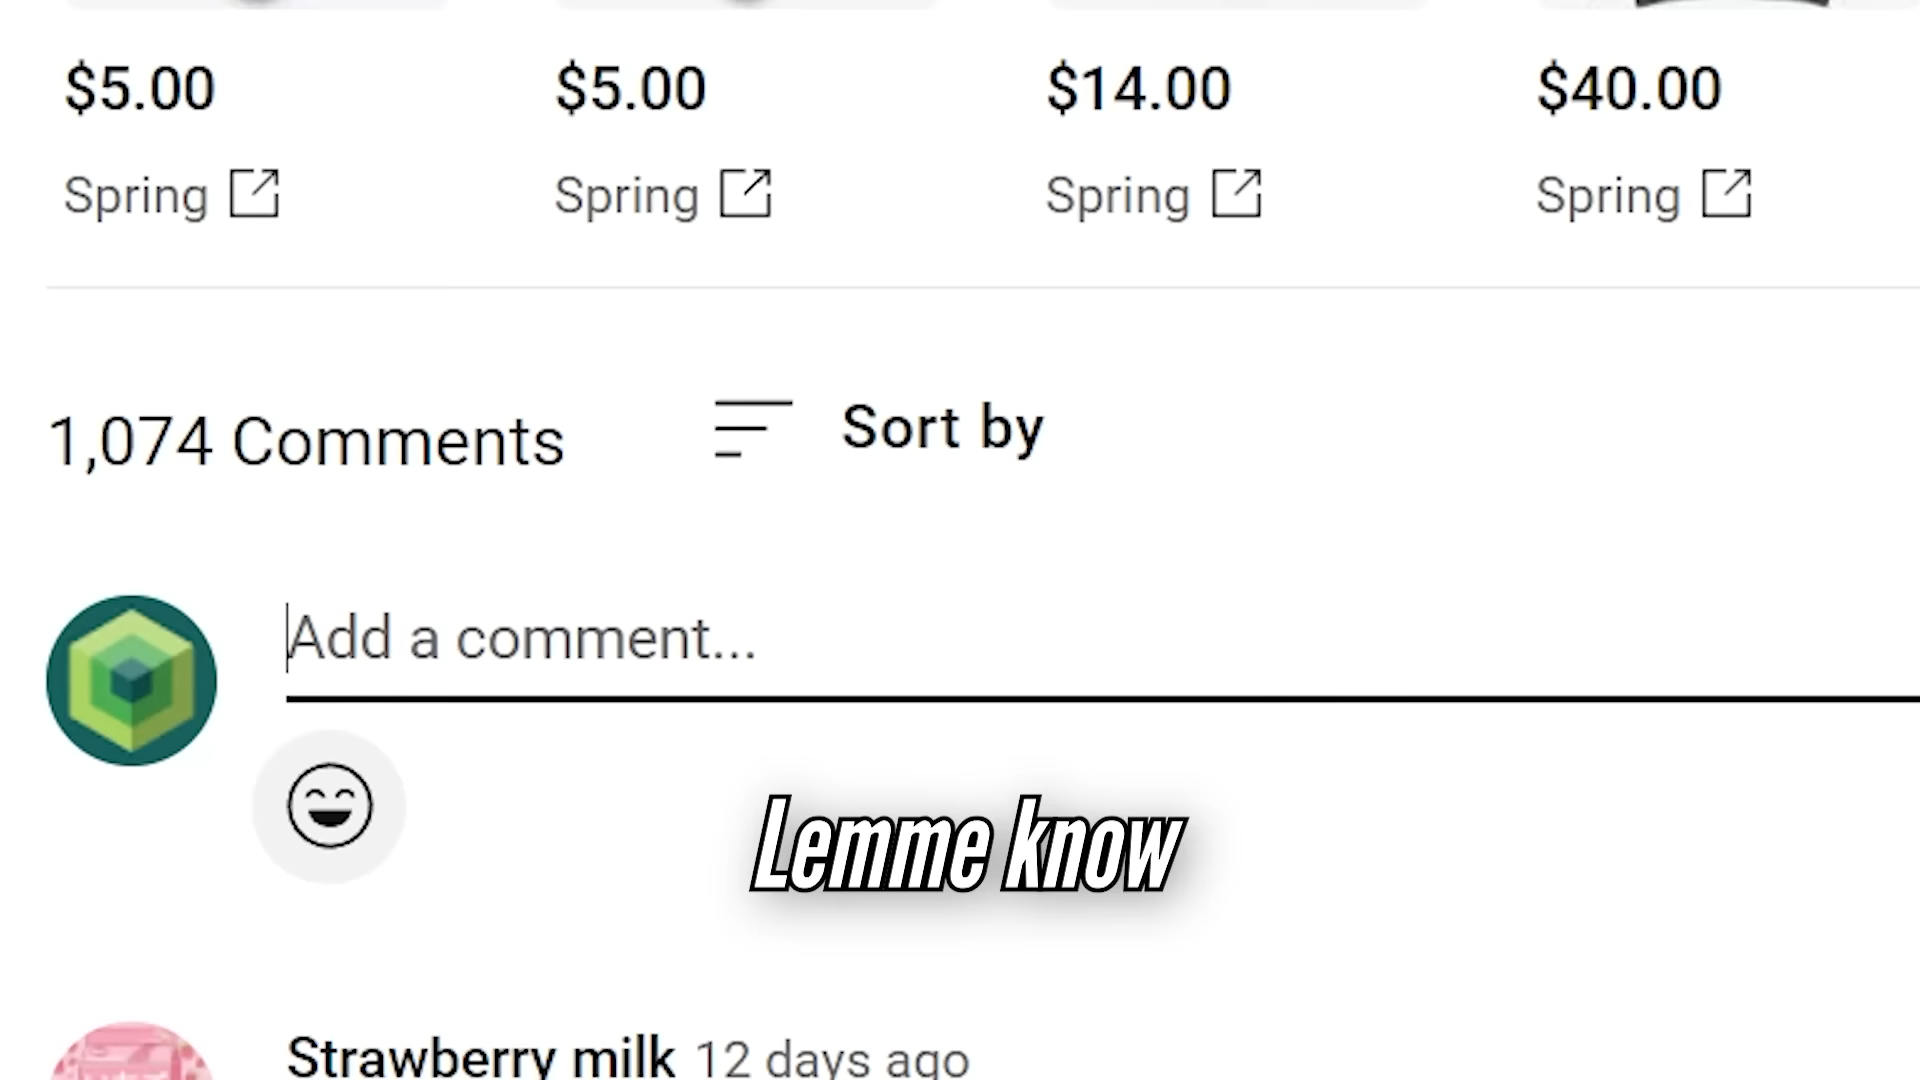 $5.00 $5.00 $14.00 $40.00
Spring Spring Spring Spring
1,074 Comments Sort by
Add a comment...
Lemme know
Strawberry milk 12 days ago